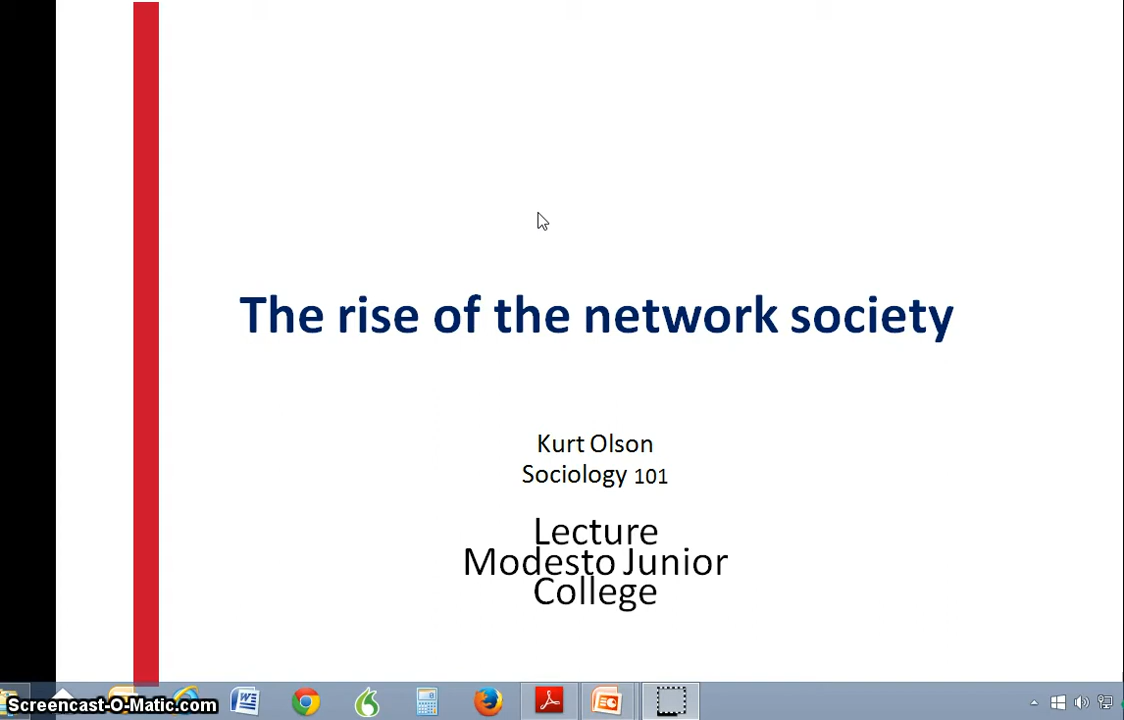 The rise of the network society
Kurt Olson
Sociology 101
Lecture
Modesto Junior
College
Screencast-O-Matic.com